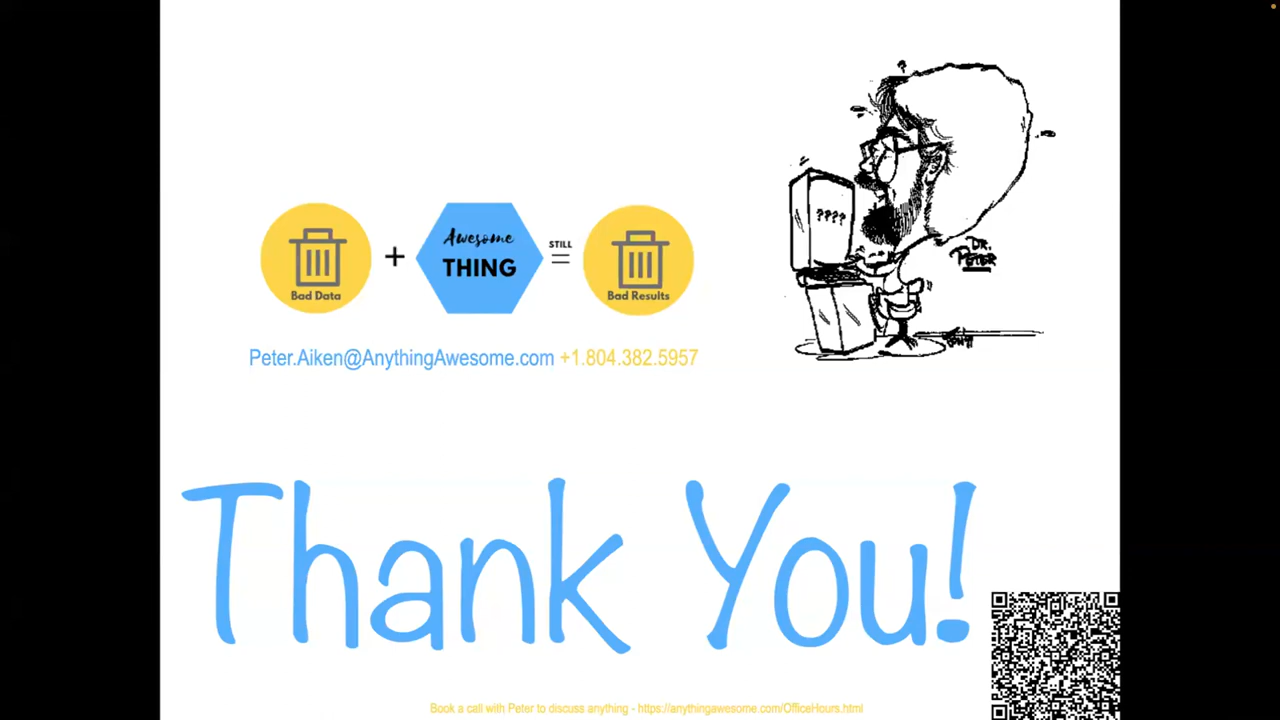 ?
????
DR.
PETER
Bad Data
+
Awesome
THING
STILL
=
Bad Results
Peter.Aiken@AnythingAwesome.com +1.804.382.5957
Thank You!
Book a call with Peter to discuss anything - https://anythingawesome.com/OfficeHours.html